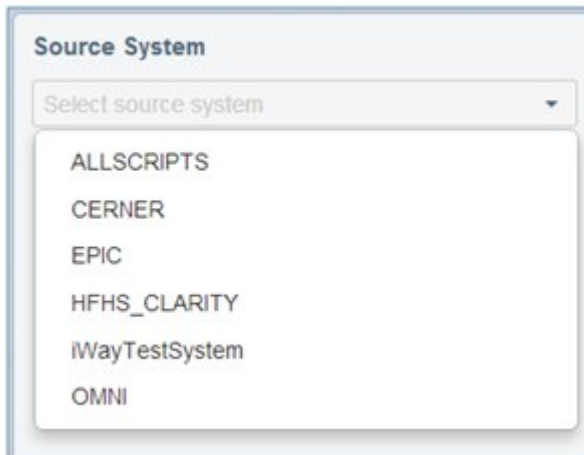 Source System
Select source system
ALLSCRIPTS
CERNER
EPIC
HFHS_CLARITY
iWayTestSystem
OMNI